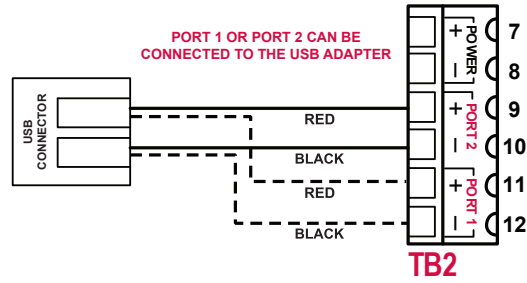 PORT 1 OR PORT 2 CAN BE
CONNECTED TO THE USB ADAPTER
USB
CONNECTOR
RED
BLACK
RED
BLACK
+
−
POWER
+
−
PORT 2
+
−
PORT 1
7
8
9
10
11
12
TB2